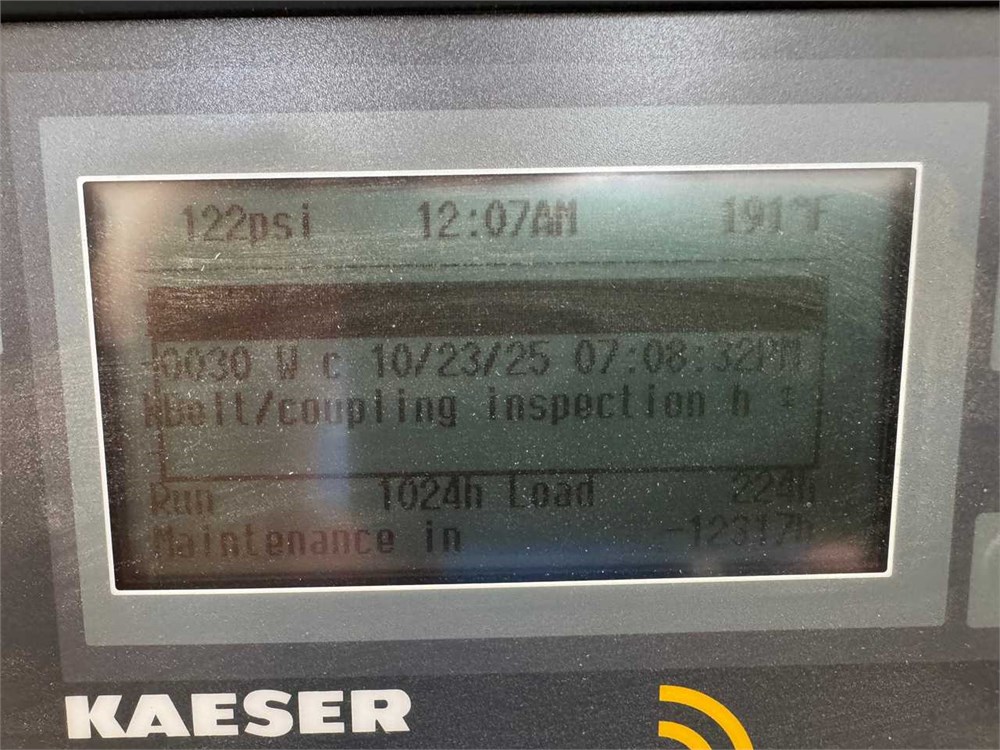 122psi 12:07AM 191°F
0030 W c 10/23/25 07:08:32PM
belt/coupling inspection h
Run 1024h Load 224h
Maintenance in -12317h
KAESER